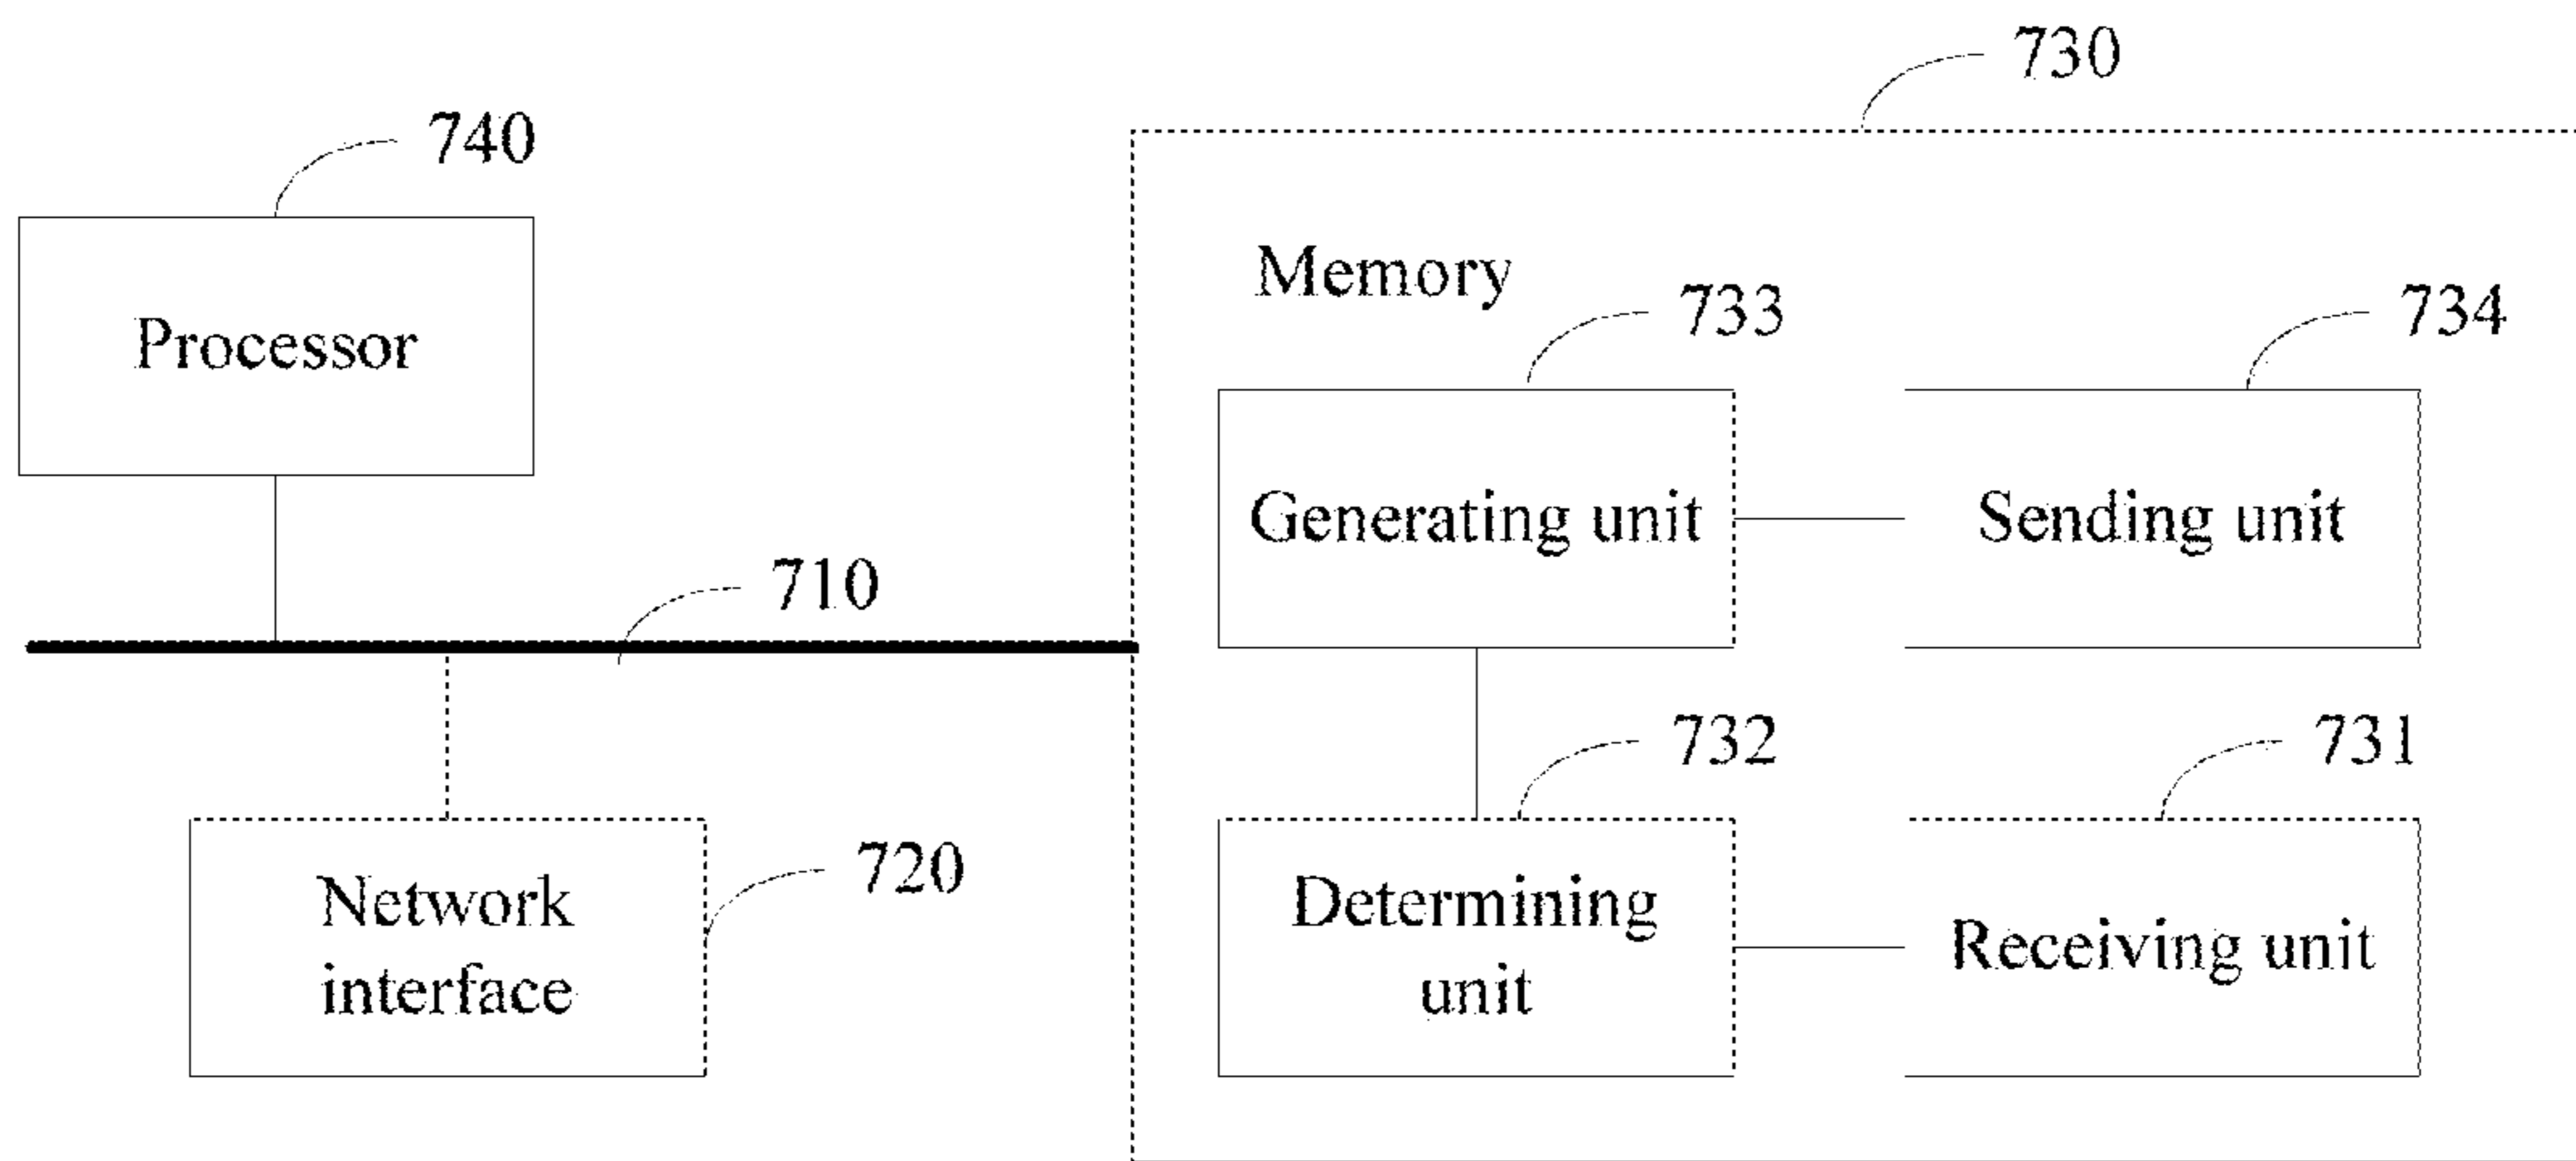 730
740
Memory
733
734
Processor
Generating unit
Sending unit
710
732
731
720
Network
interface
Determining
unit
Receiving unit